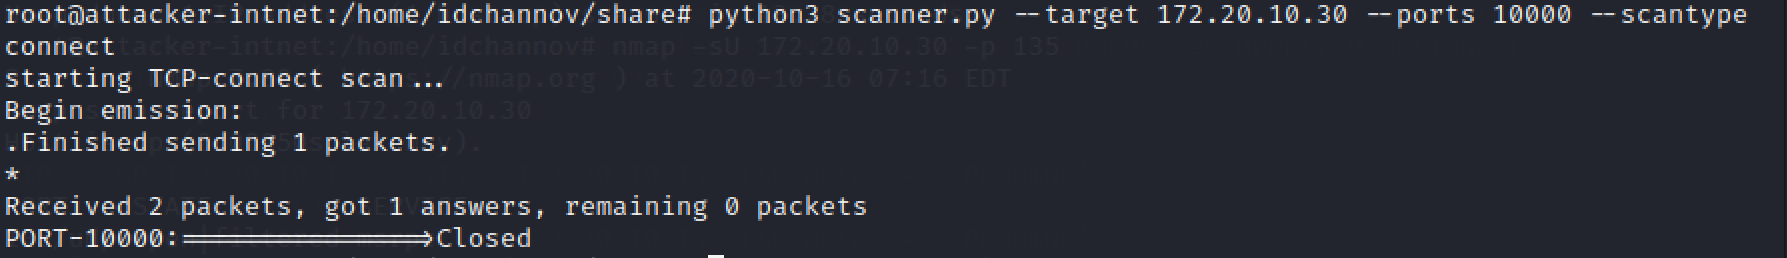 root@attacker-intnet:/home/idchannov/share# python3 scanner.py --target 172.20.10.30 --ports 10000 --scantype
connect
starting TCP-connect scan...
Begin emission:
.Finished sending 1 packets.
*
Received 2 packets, got 1 answers, remaining 0 packets
PORT-10000:===============>Closed